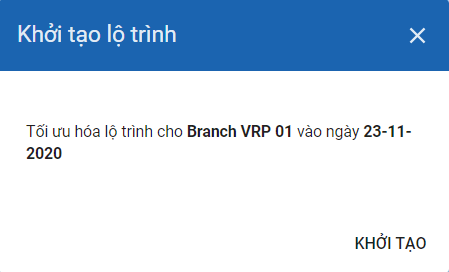 Khởi tạo lộ trình
Tối ưu hóa lộ trình cho Branch VRP 01 vào ngày 23-11-
2020
KHỞI TẠO